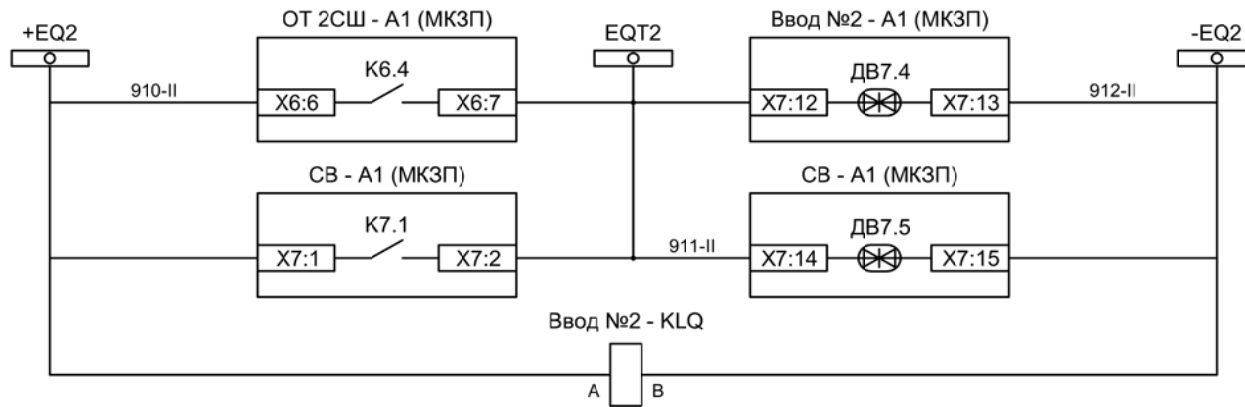 +EQ2
ОТ 2СШ - А1 (МКЗП)
EQT2
Ввод №2 - А1 (МКЗП)
-EQ2
910-II
X6:6
К6.4
X6:7
X7:12
ДВ7.4
X7:13
912-II
СВ - А1 (МКЗП)
СВ - А1 (МКЗП)
X7:1
К7.1
X7:2
911-II
X7:14
ДВ7.5
X7:15
Ввод №2 - KLQ
А
В